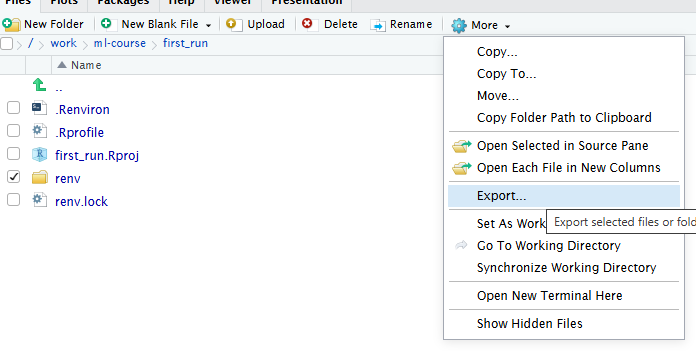 Files Plots Packages Help Viewer Presentation
New Folder New Blank File Upload Delete Rename More
/ work ml-course first_run
Name
..
.Renviron
.Rprofile
first_run.Rproj
renv
renv.lock
Copy...
Copy To...
Move...
Copy Folder Path to Clipboard
Open Selected in Source Pane
Open Each File in New Columns
Export...
Set As Work
Export selected files or fold
Go To Working Directory
Synchronize Working Directory
Open New Terminal Here
Show Hidden Files